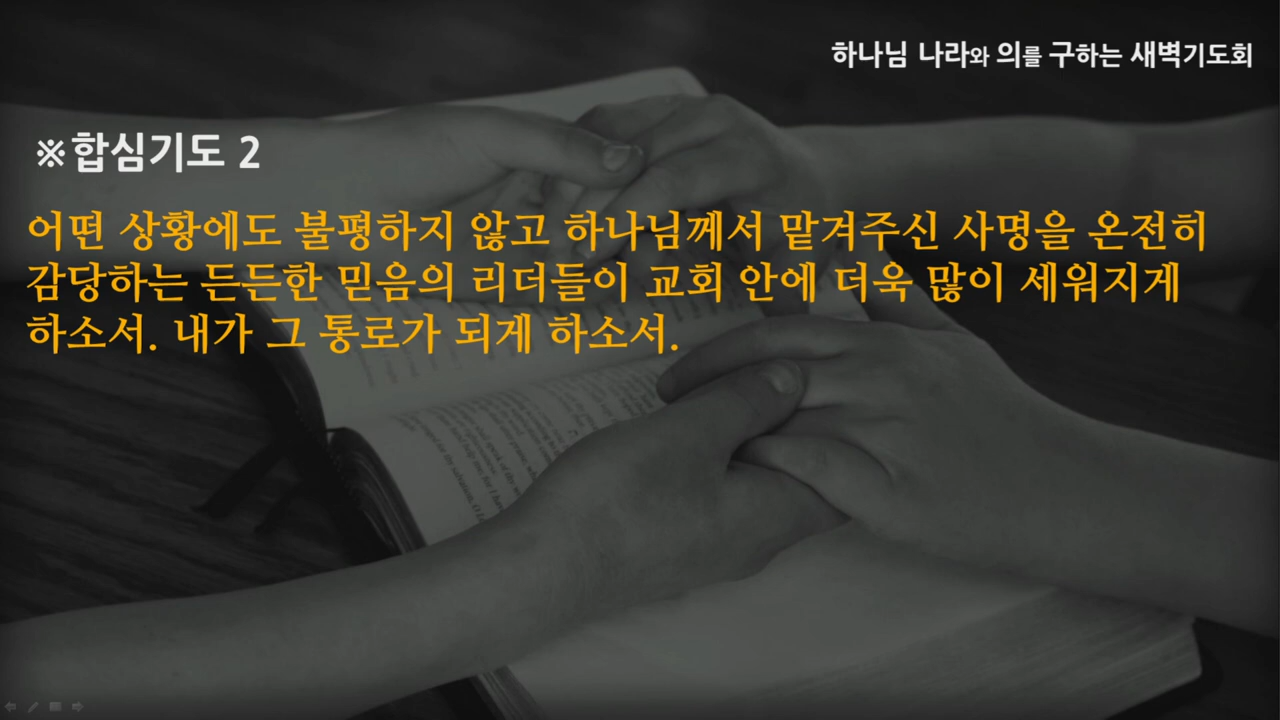 하나님 나라와 의를 구하는 새벽기도회
※합심기도 2
어떤 상황에도 불평하지 않고 하나님께서 맡겨주신 사명을 온전히
감당하는 든든한 믿음의 리더들이 교회 안에 더욱 많이 세워지게
하소서. 내가 그 통로가 되게 하소서.